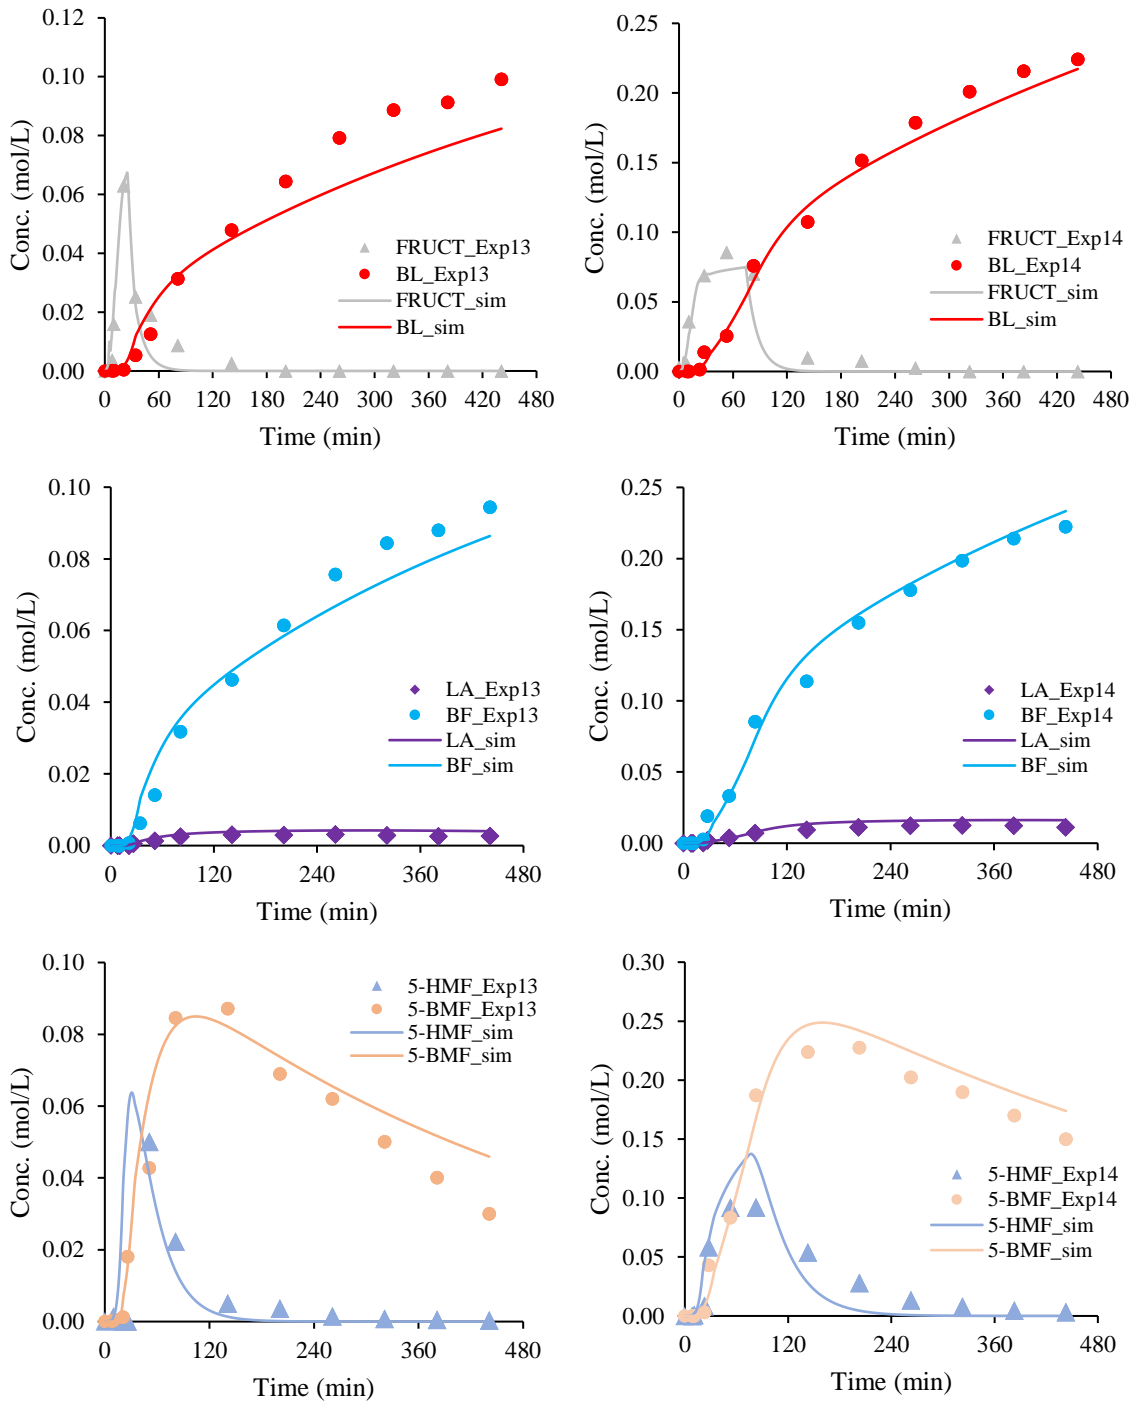 0.12
0.10
0.08
0.06
0.04
0.02
0.00
Conc. (mol/L)
FRUCT_Exp13
BL_Exp13
FRUCT_sim
BL_sim
0 60 120 180 240 300 360 420 480
Time (min)
0.25
0.20
0.15
0.10
0.05
0.00
Conc. (mol/L)
FRUCT_Exp14
BL_Exp14
FRUCT_sim
BL_sim
0 60 120 180 240 300 360 420 480
Time (min)
0.10
0.08
0.06
0.04
0.02
0.00
Conc. (mol/L)
LA_Exp13
BF_Exp13
LA_sim
BF_sim
0 120 240 360 480
Time (min)
0.25
0.20
0.15
0.10
0.05
0.00
Conc. (mol/L)
LA_Exp14
BF_Exp14
LA_sim
BF_sim
0 120 240 360 480
Time (min)
0.10
0.08
0.06
0.04
0.02
0.00
Conc. (mol/L)
5-HMF_Exp13
5-BMF_Exp13
5-HMF_sim
5-BMF_sim
0 120 240 360 480
Time (min)
0.30
0.25
0.20
0.15
0.10
0.05
0.00
Conc. (mol/L)
5-HMF_Exp14
5-BMF_Exp14
5-HMF_sim
5-BMF_sim
0 120 240 360 480
Time (min)